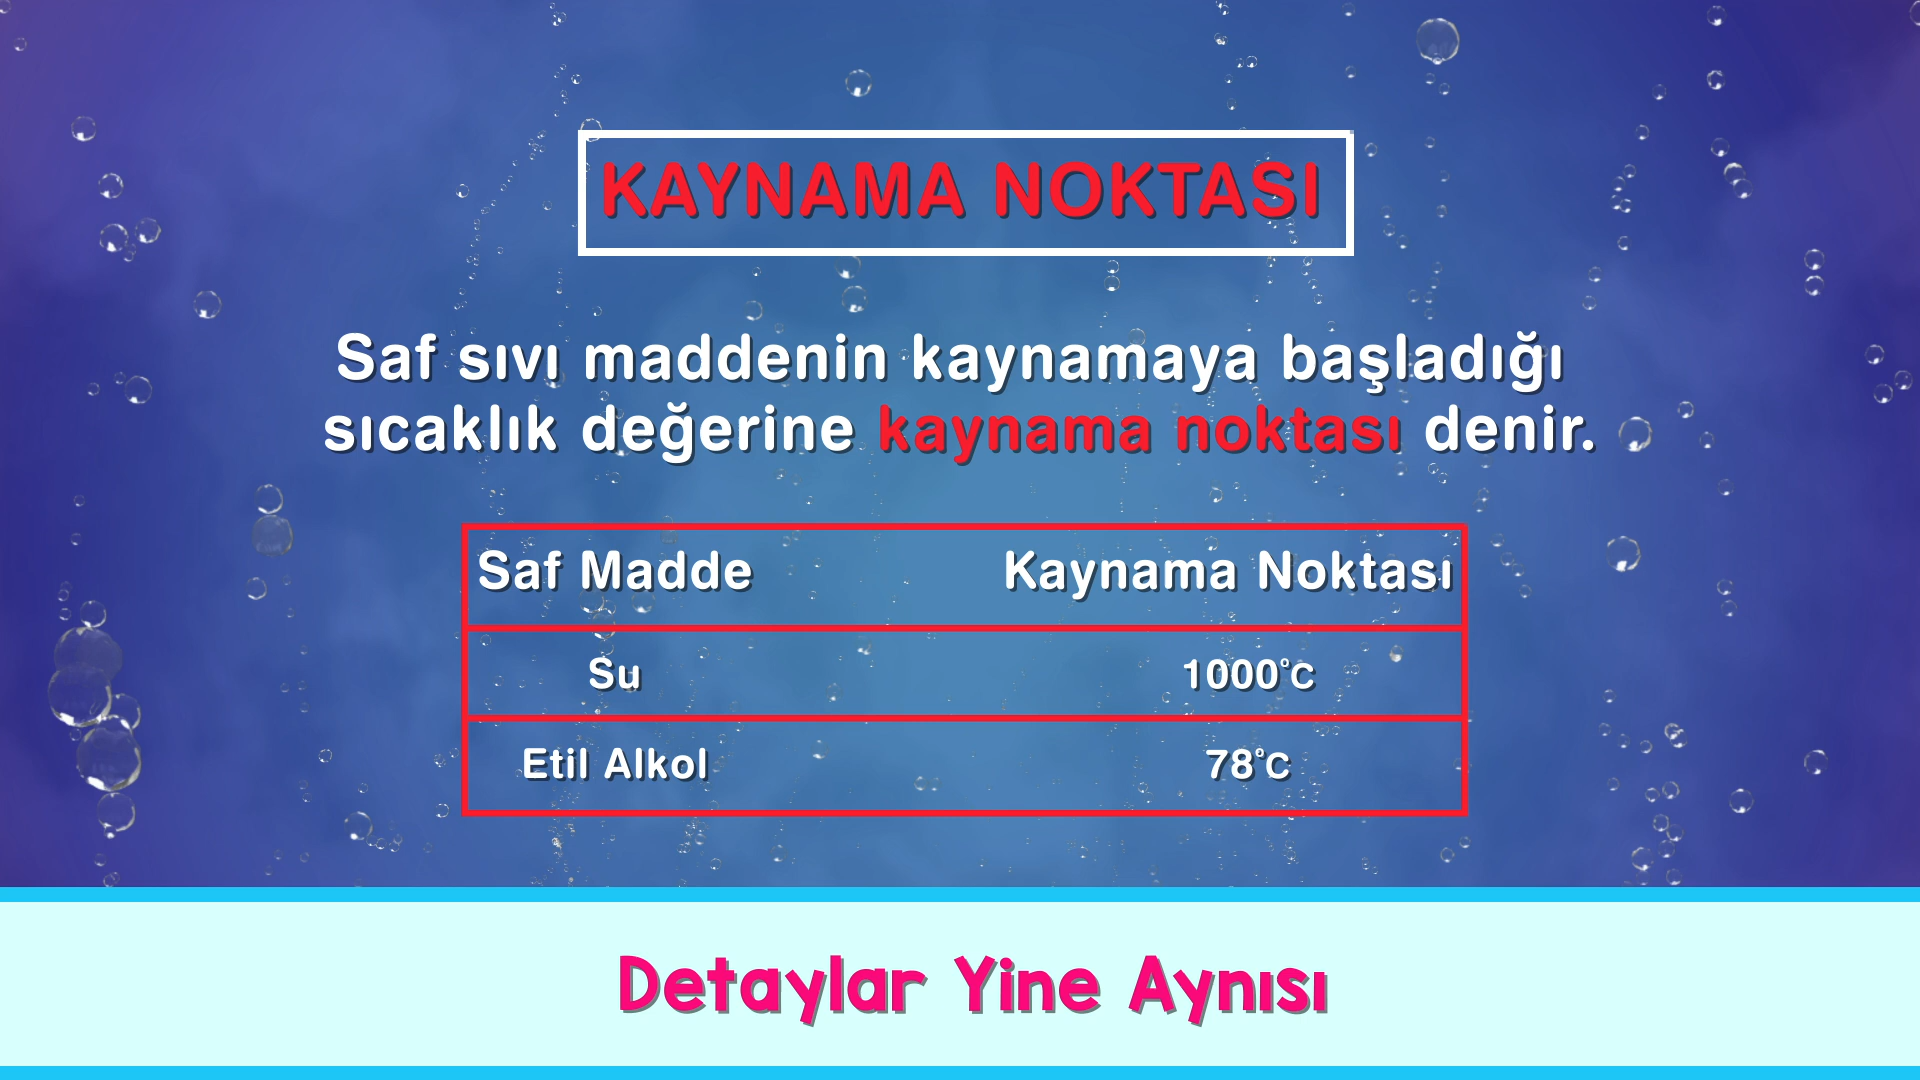 KAYNAMA NOKTASI
Saf sıvı maddenin kaynamaya başladığı
sıcaklık değerine kaynama noktası denir.
Saf Madde Kaynama Noktası
Su 1000°C
Etil Alkol 78°C
Detaylar Yine Aynısı